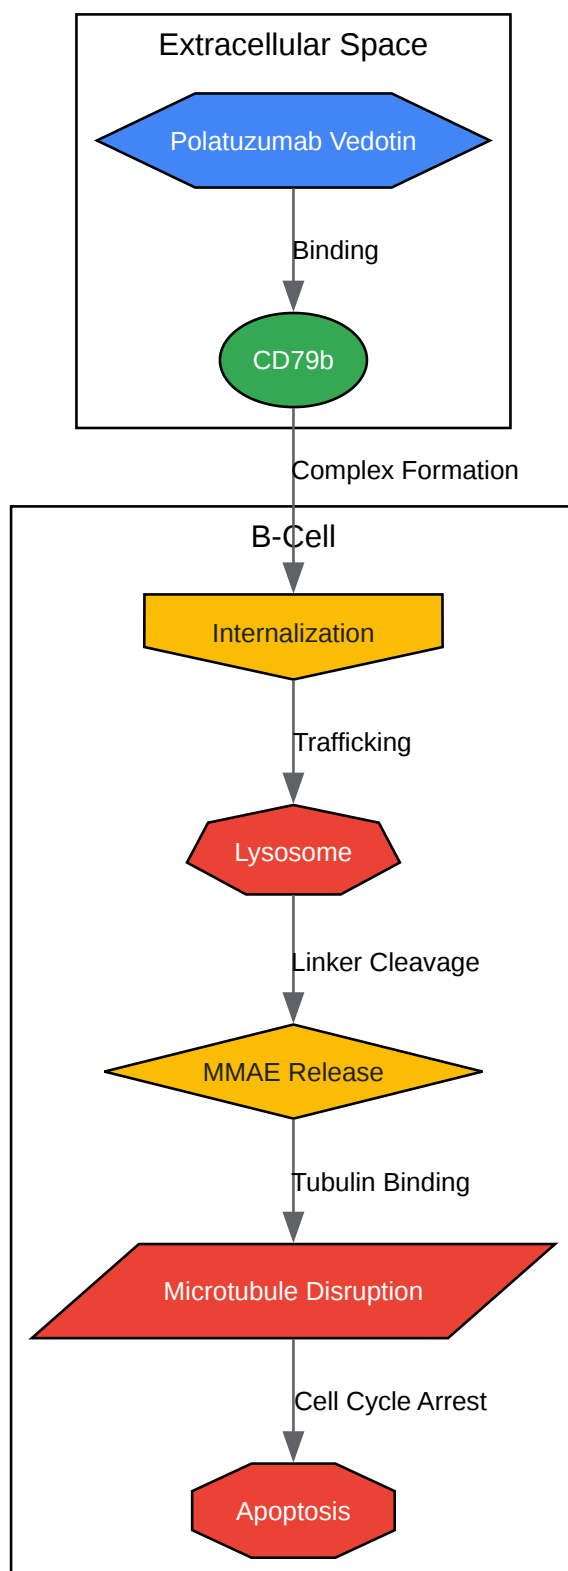 Extracellular Space
Polatuzumab Vedotin
Binding
CD79b
Complex Formation
B-Cell
Internalization
Trafficking
Lysosome
Linker Cleavage
MMAE Release
Tubulin Binding
Microtubule Disruption
Cell Cycle Arrest
Apoptosis